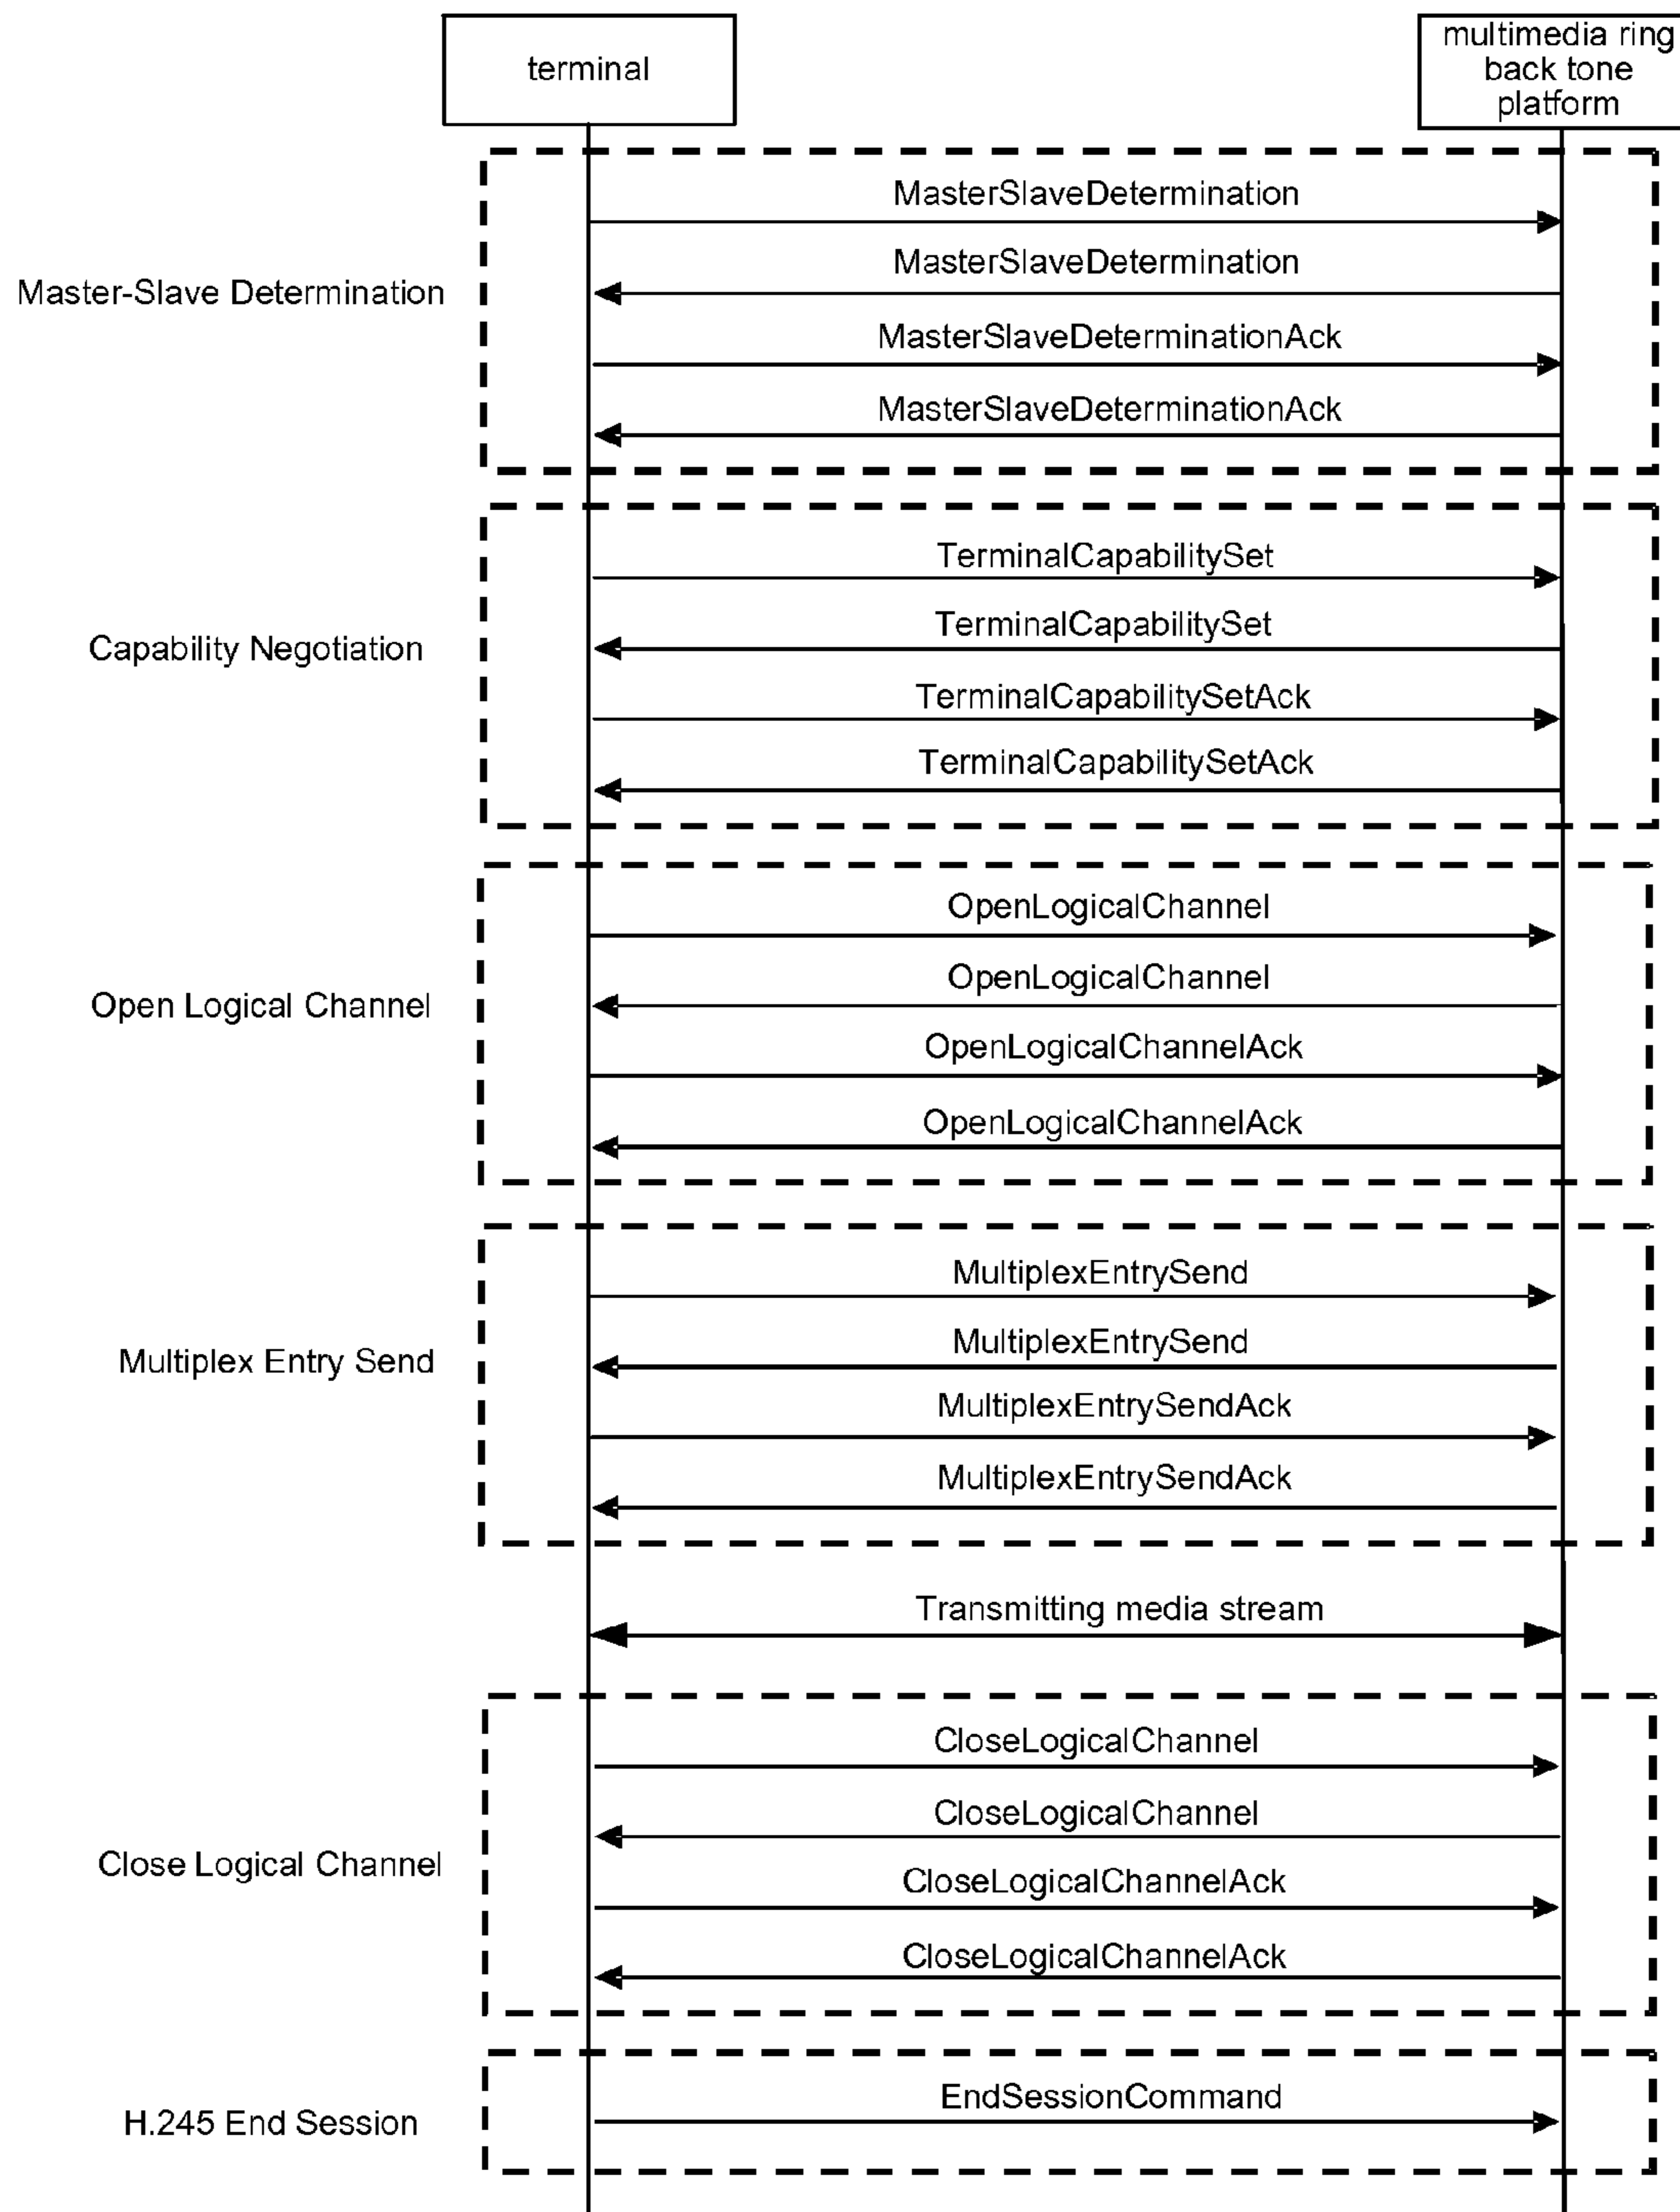 terminal
multimedia ring
back tone
platform
MasterSlaveDetermination
MasterSlaveDetermination
Master-Slave Determination
MasterSlaveDeterminationAck
MasterSlaveDeterminationAck
TerminalCapabilitySet
TerminalCapabilitySet
Capability Negotiation
TerminalCapabilitySetAck
TerminalCapabilitySetAck
OpenLogicalChannel
OpenLogicalChannel
Open Logical Channel
OpenLogicalChannelAck
OpenLogicalChannelAck
MultiplexEntrySend
MultiplexEntrySend
Multiplex Entry Send
MultiplexEntrySendAck
MultiplexEntrySendAck
Transmitting media stream
CloseLogicalChannel
CloseLogicalChannel
Close Logical Channel
CloseLogicalChannelAck
CloseLogicalChannelAck
EndSessionCommand
H.245 End Session